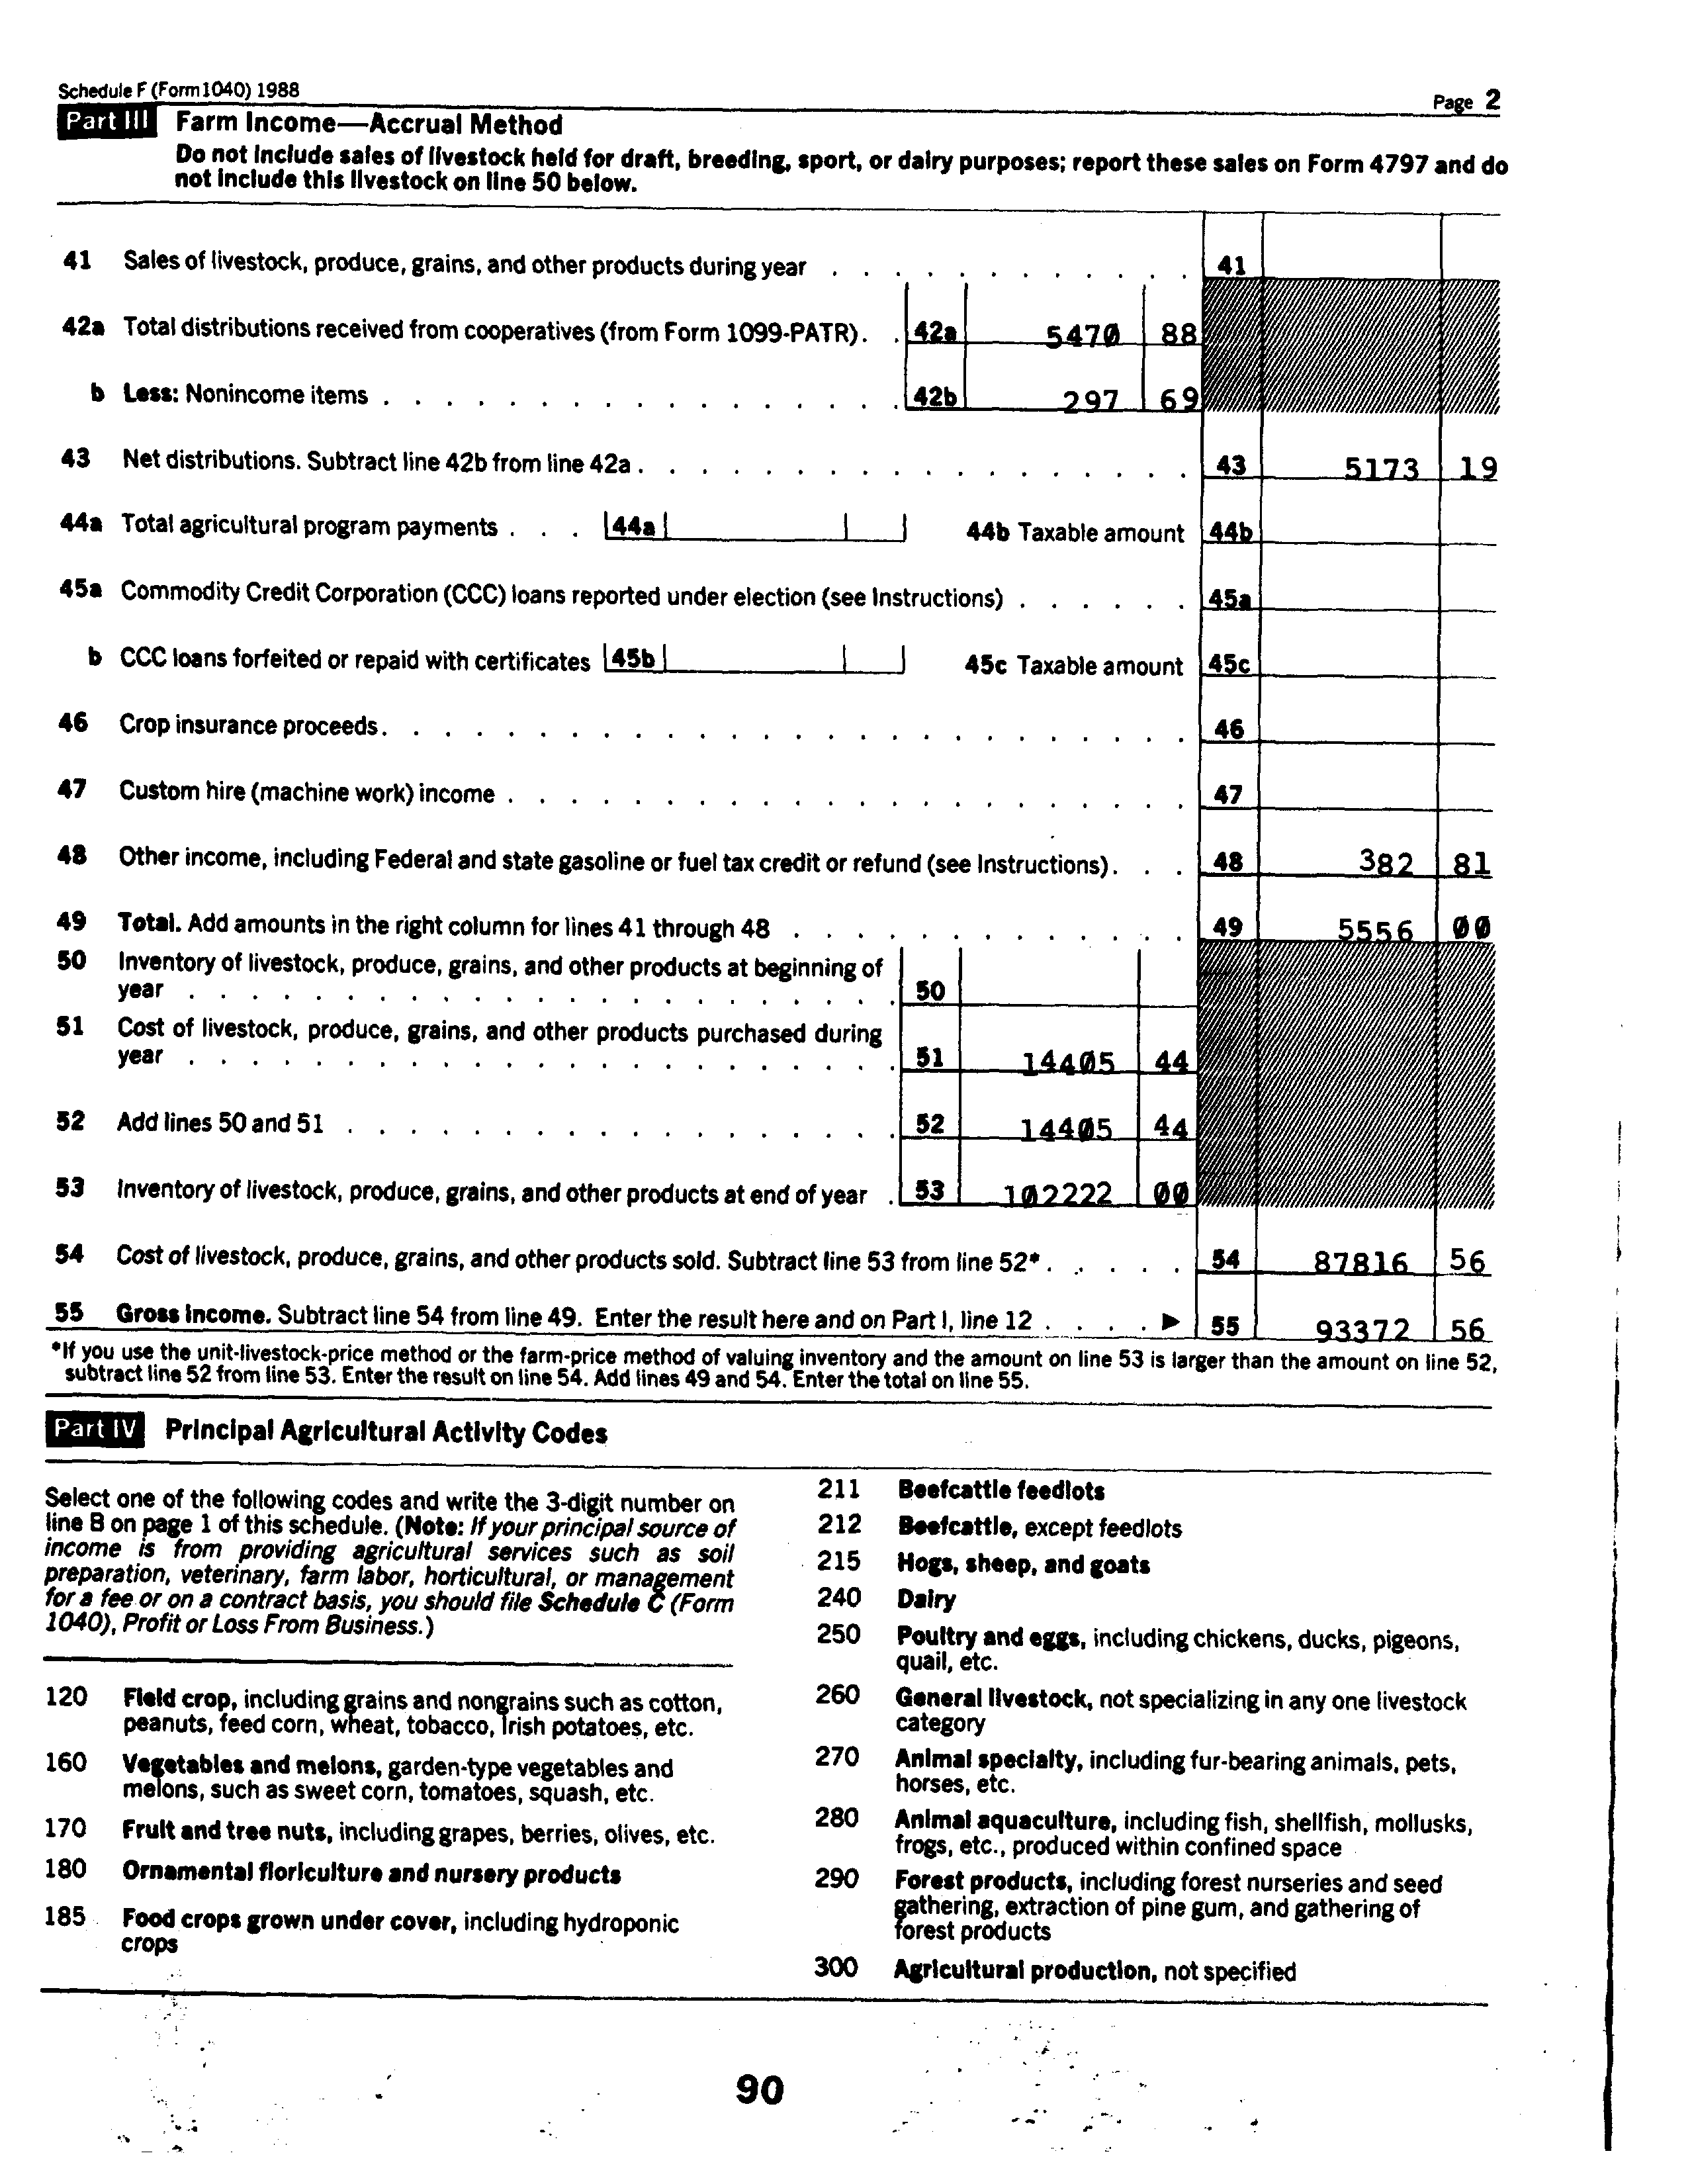 Schedule F (Form 1040) 1988
Page 2
Part III Farm Income—Accrual Method
Do not include sales of livestock held for draft, breeding, sport, or dairy purposes; report these sales on Form 4797 and do
not include this livestock on line 50 below.
41 Sales of livestock, produce, grains, and other products during year . . . . . . . . . . . . 41
42a Total distributions received from cooperatives (from Form 1099-PATR). . 42a 5470 88
b Less: Nonincome items . . . . . . . . . . . . . . . . . 42b 297 69
43 Net distributions. Subtract line 42b from line 42a . . . . . . . . . . . . . . . . . . 43 5173 19
44a Total agricultural program payments . . . 44a 44b Taxable amount 44b
45a Commodity Credit Corporation (CCC) loans reported under election (see Instructions) . . . . . . 45a
b CCC loans forfeited or repaid with certificates 45b 45c Taxable amount 45c
46 Crop insurance proceeds. . . . . . . . . . . . . . . . . . . . . . . . . . 46
47 Custom hire (machine work) income . . . . . . . . . . . . . . . . . . . . . . 47
48 Other income, including Federal and state gasoline or fuel tax credit or refund (see Instructions). . . 48 382 81
49 Total. Add amounts in the right column for lines 41 through 48 . . . . . . . . . . . . . 49 5556 00
50 Inventory of livestock, produce, grains, and other products at beginning of
year . . . . . . . . . . . . . . . . . . . . . . . 50
51 Cost of livestock, produce, grains, and other products purchased during
year . . . . . . . . . . . . . . . . . . . . . . . 51 14405 44
52 Add lines 50 and 51 . . . . . . . . . . . . . . . . . . 52 14405 44
53 Inventory of livestock, produce, grains, and other products at end of year . 53 102222 00
54 Cost of livestock, produce, grains, and other products sold. Subtract line 53 from line 52* . . . . . 54 87816 56
55 Gross income. Subtract line 54 from line 49. Enter the result here and on Part I, line 12 . . . . ▶ 55 93372 56
*If you use the unit-livestock-price method or the farm-price method of valuing inventory and the amount on line 53 is larger than the amount on line 52,
subtract line 52 from line 53. Enter the result on line 54. Add lines 49 and 54. Enter the total on line 55.
Part IV Principal Agricultural Activity Codes
Select one of the following codes and write the 3-digit number on
line B on page 1 of this schedule. (Note: If your principal source of
income is from providing agricultural services such as soil
preparation, veterinary, farm labor, horticultural, or management
for a fee or on a contract basis, you should file Schedule C (Form
1040), Profit or Loss From Business.)
120 Field crop, including grains and nongrains such as cotton,
peanuts, feed corn, wheat, tobacco, Irish potatoes, etc.
160 Vegetables and melons, garden-type vegetables and
melons, such as sweet corn, tomatoes, squash, etc.
170 Fruit and tree nuts, including grapes, berries, olives, etc.
180 Ornamental floriculture and nursery products
185 Food crops grown under cover, including hydroponic
crops
211 Beefcattle feedlots
212 Beefcattle, except feedlots
215 Hogs, sheep, and goats
240 Dairy
250 Poultry and eggs, including chickens, ducks, pigeons,
quail, etc.
260 General livestock, not specializing in any one livestock
category
270 Animal specialty, including fur-bearing animals, pets,
horses, etc.
280 Animal aquaculture, including fish, shellfish, mollusks,
frogs, etc., produced within confined space
290 Forest products, including forest nurseries and seed
gathering, extraction of pine gum, and gathering of
forest products
300 Agricultural production, not specified
90